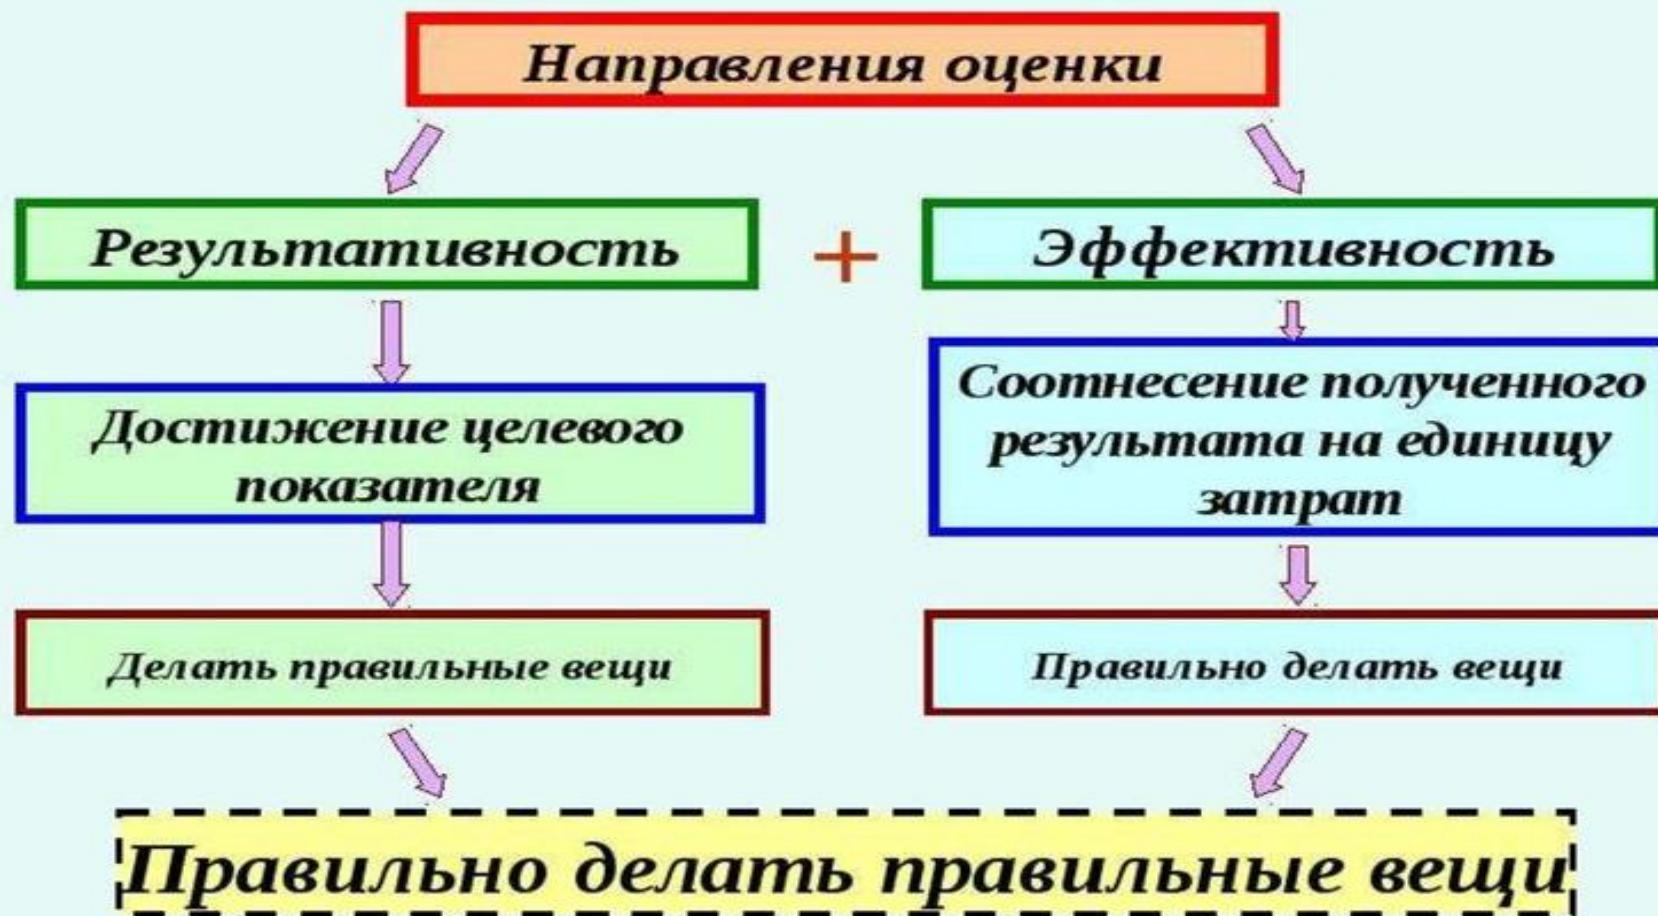 Направления оценки
Результативность
+
Эффективность
Достижение целевого
показателя
Соотнесение полученного
результата на единицу
затрат
Делать правильные вещи
Правильно делать вещи
Правильно делать правильные вещи